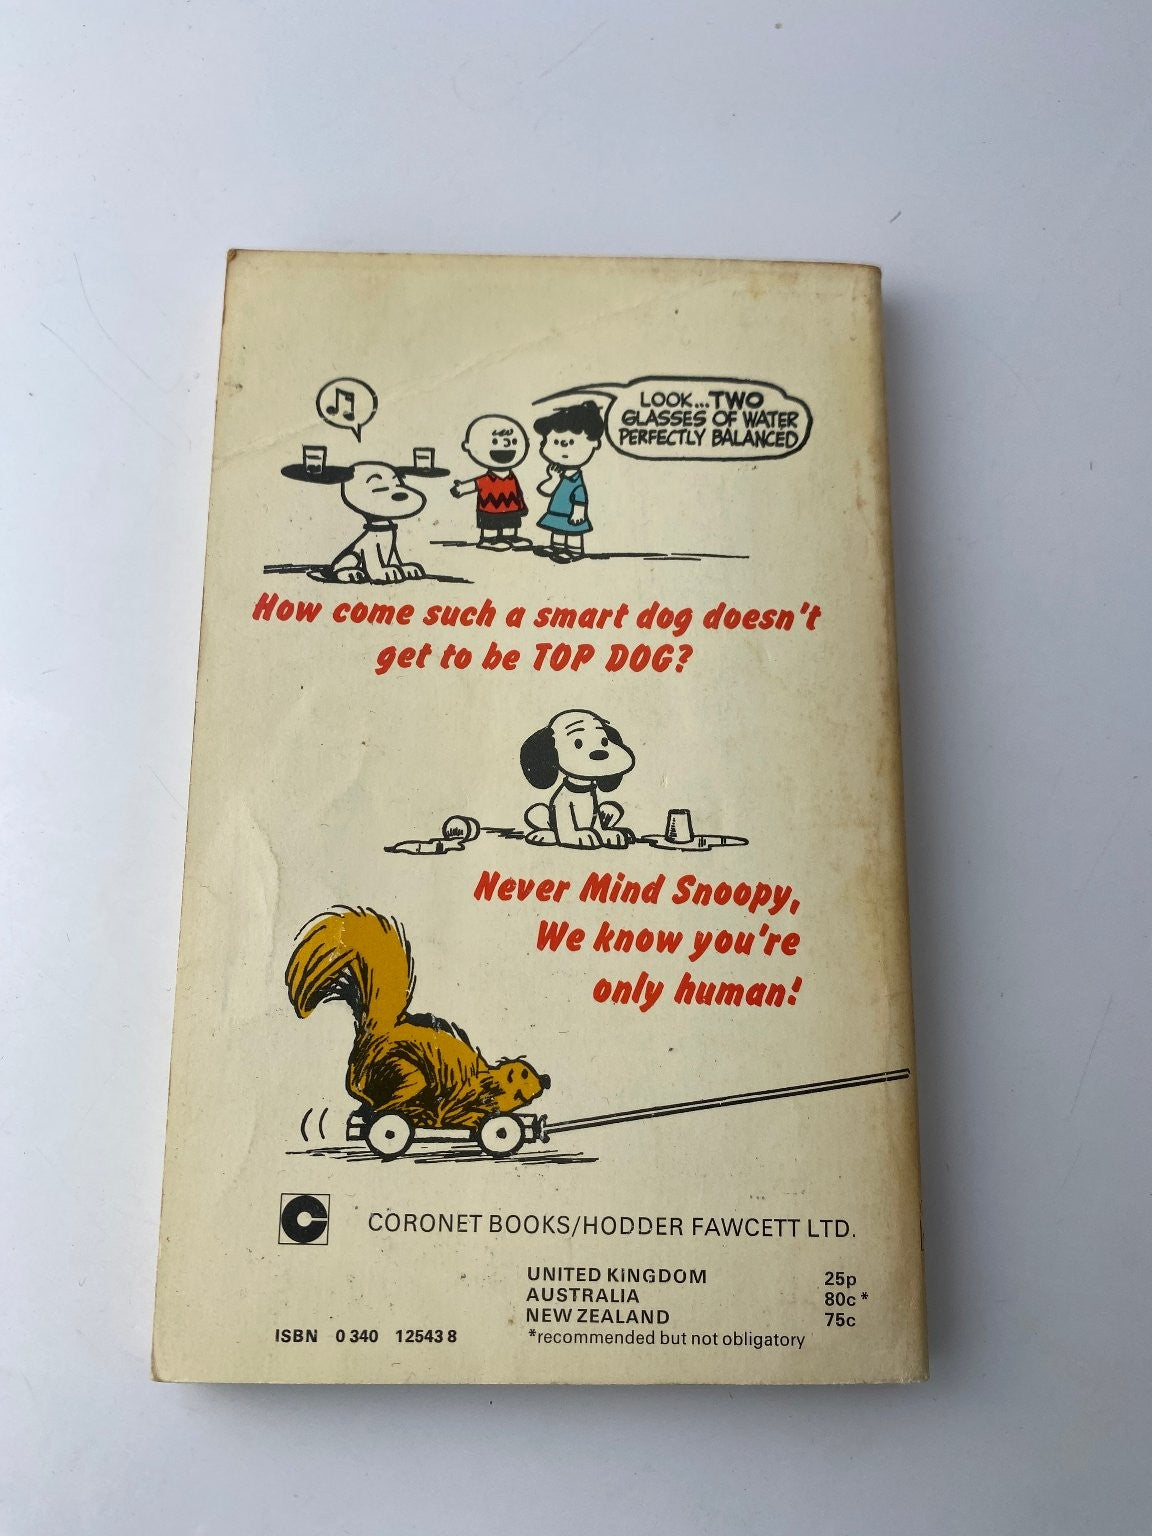 LOOK...TWO
GLASSES OF WATER
PERFECTLY BALANCED
How come such a smart dog doesn't
get to be TOP DOG?
Never Mind Snoopy,
We know you're
only human!
CORONET BOOKS/HODDER FAWCETT LTD.
UNITED KINGDOM 25p
AUSTRALIA 80c*
NEW ZEALAND 75c
*recommended but not obligatory
ISBN 0 340 12543 8